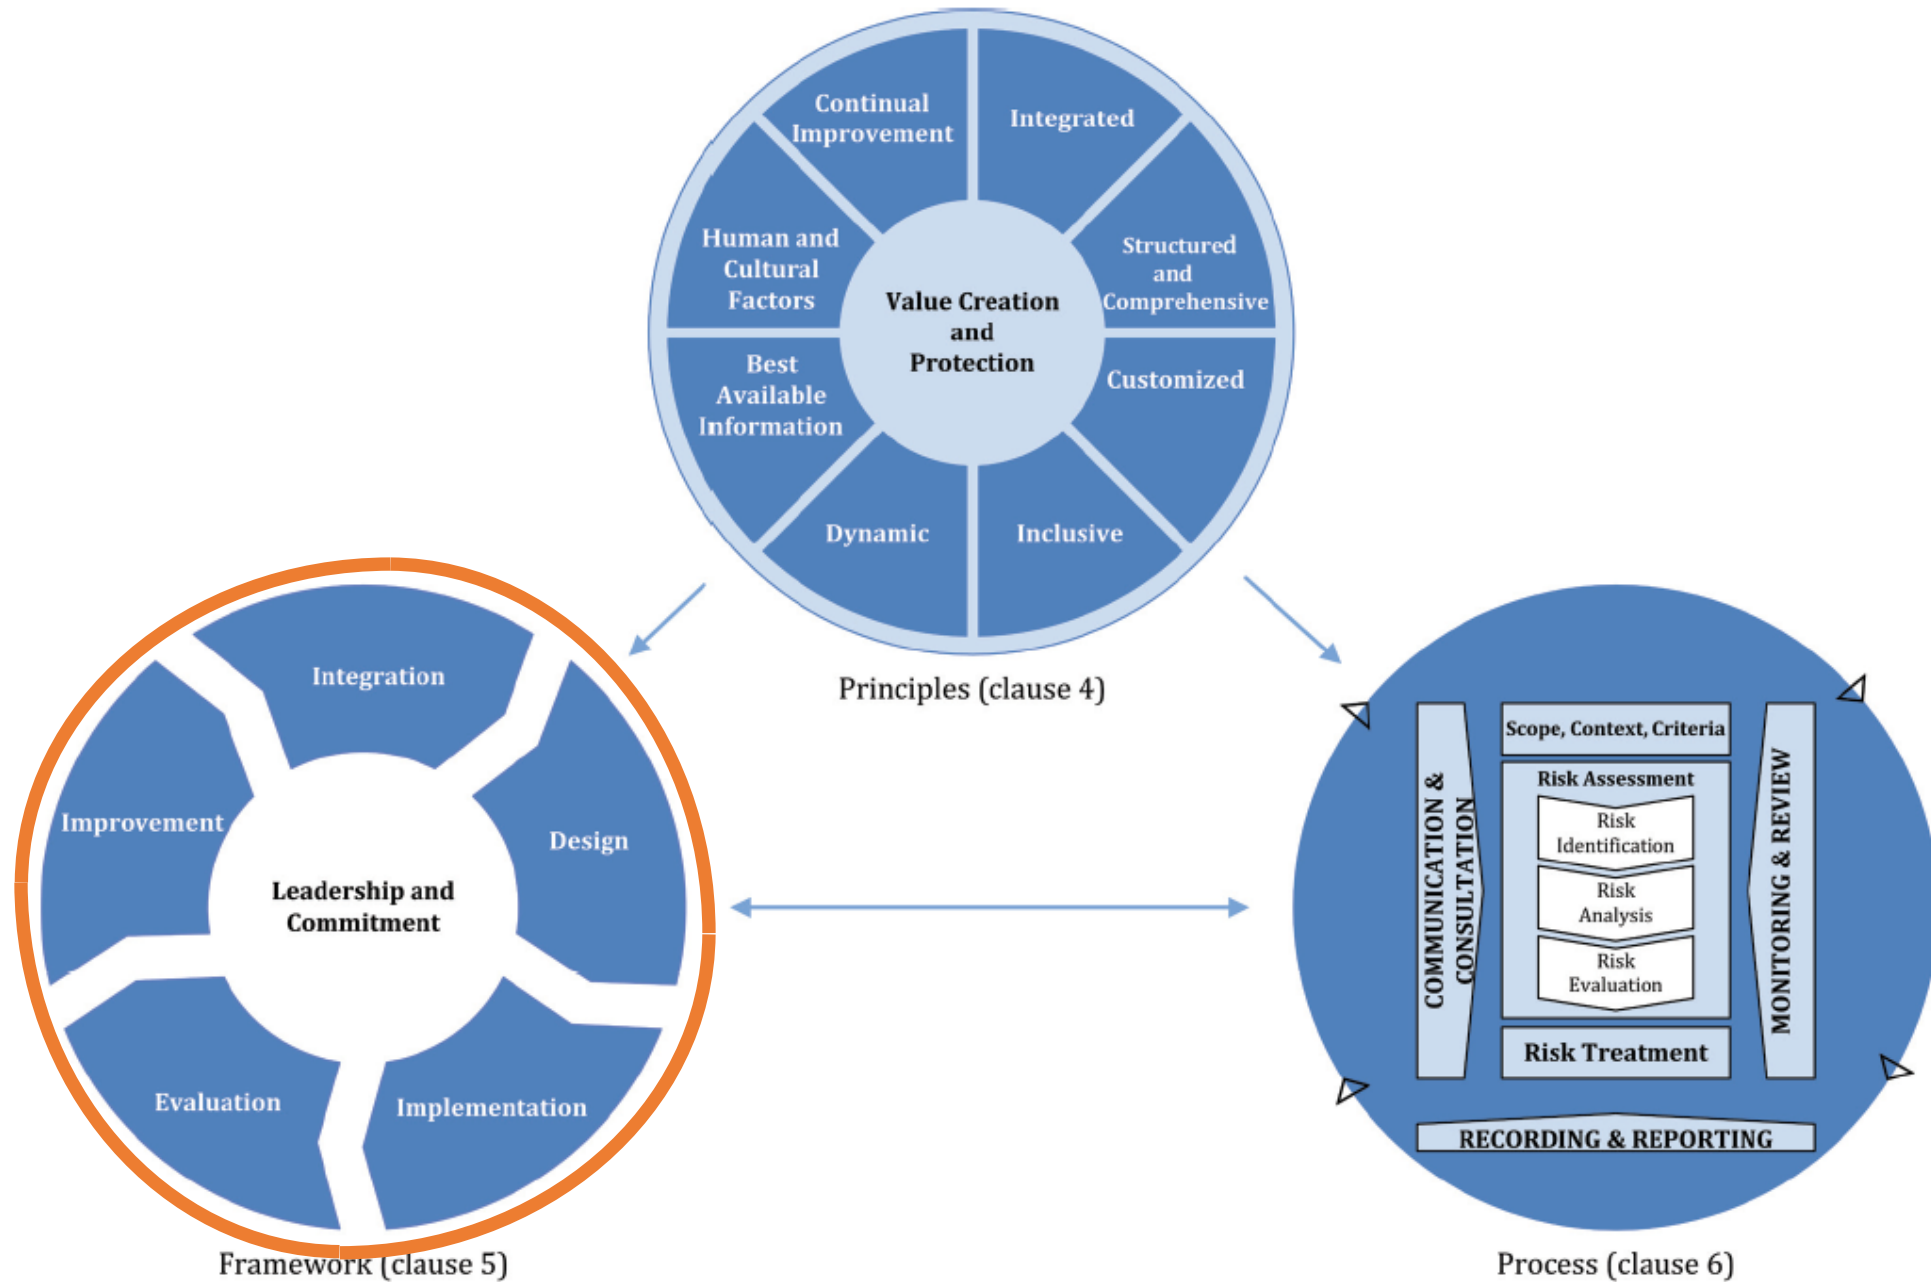 Continual
Improvement
Integrated
Human and
Cultural
Factors
Structured
and
Comprehensive
Value Creation
and
Protection
Best
Available
Information
Customized
Dynamic
Inclusive
Principles (clause 4)
Integration
Improvement
Design
Leadership and
Commitment
Evaluation
Implementation
Framework (clause 5)
COMMUNICATION &
CONSULTATION
Scope, Context, Criteria
Risk Assessment
Risk
Identification
Risk
Analysis
Risk
Evaluation
Risk Treatment
MONITORING & REVIEW
RECORDING & REPORTING
Process (clause 6)